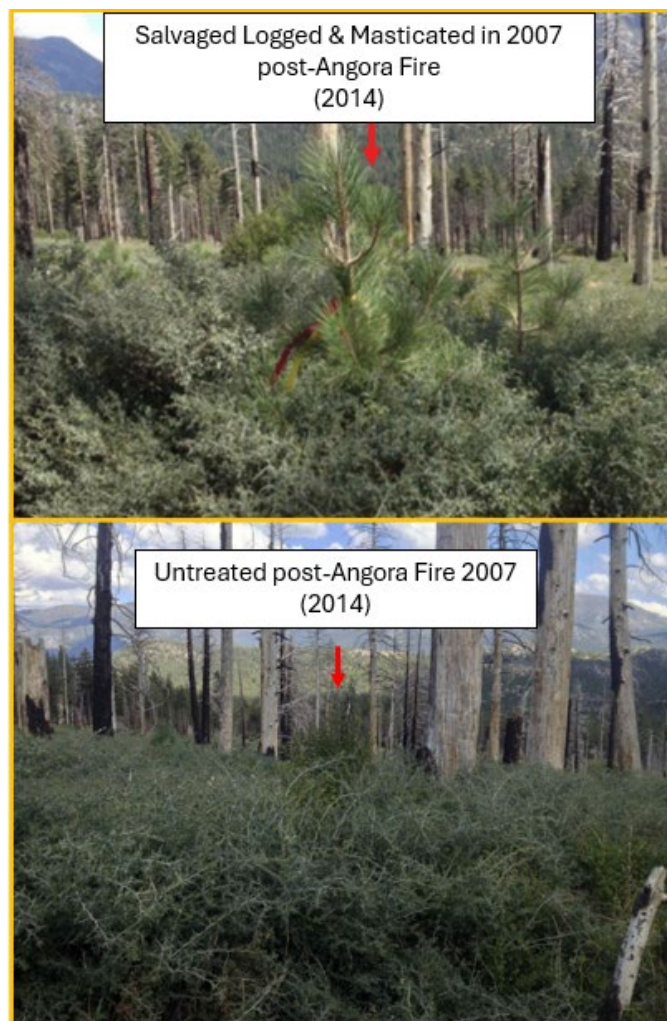 Salvaged Logged & Masticated in 2007
post-Angora Fire
(2014)
Untreated post-Angora Fire 2007
(2014)